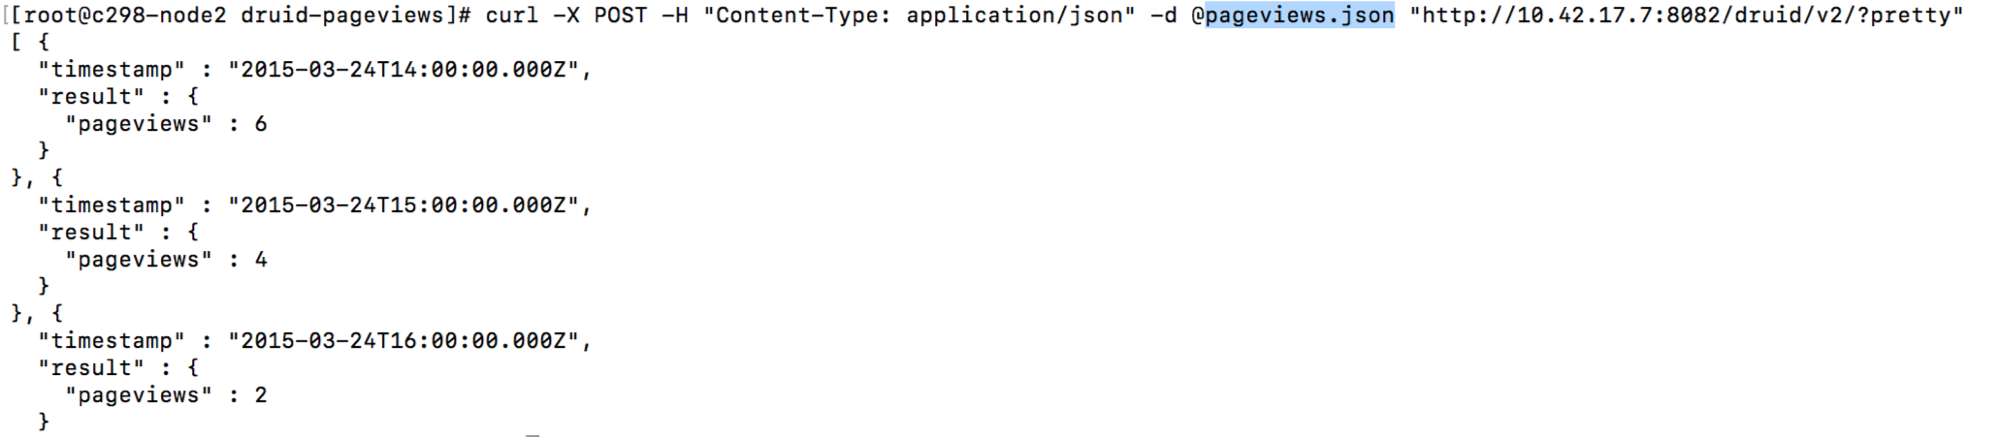 [[root@c298-node2 druid-pageviews]# curl -X POST -H "Content-Type: application/json" -d @pageviews.json "http://10.42.17.7:8082/druid/v2/?pretty"
[ {
  "timestamp" : "2015-03-24T14:00:00.000Z",
  "result" : {
    "pageviews" : 6
  }
}, {
  "timestamp" : "2015-03-24T15:00:00.000Z",
  "result" : {
    "pageviews" : 4
  }
}, {
  "timestamp" : "2015-03-24T16:00:00.000Z",
  "result" : {
    "pageviews" : 2
  }